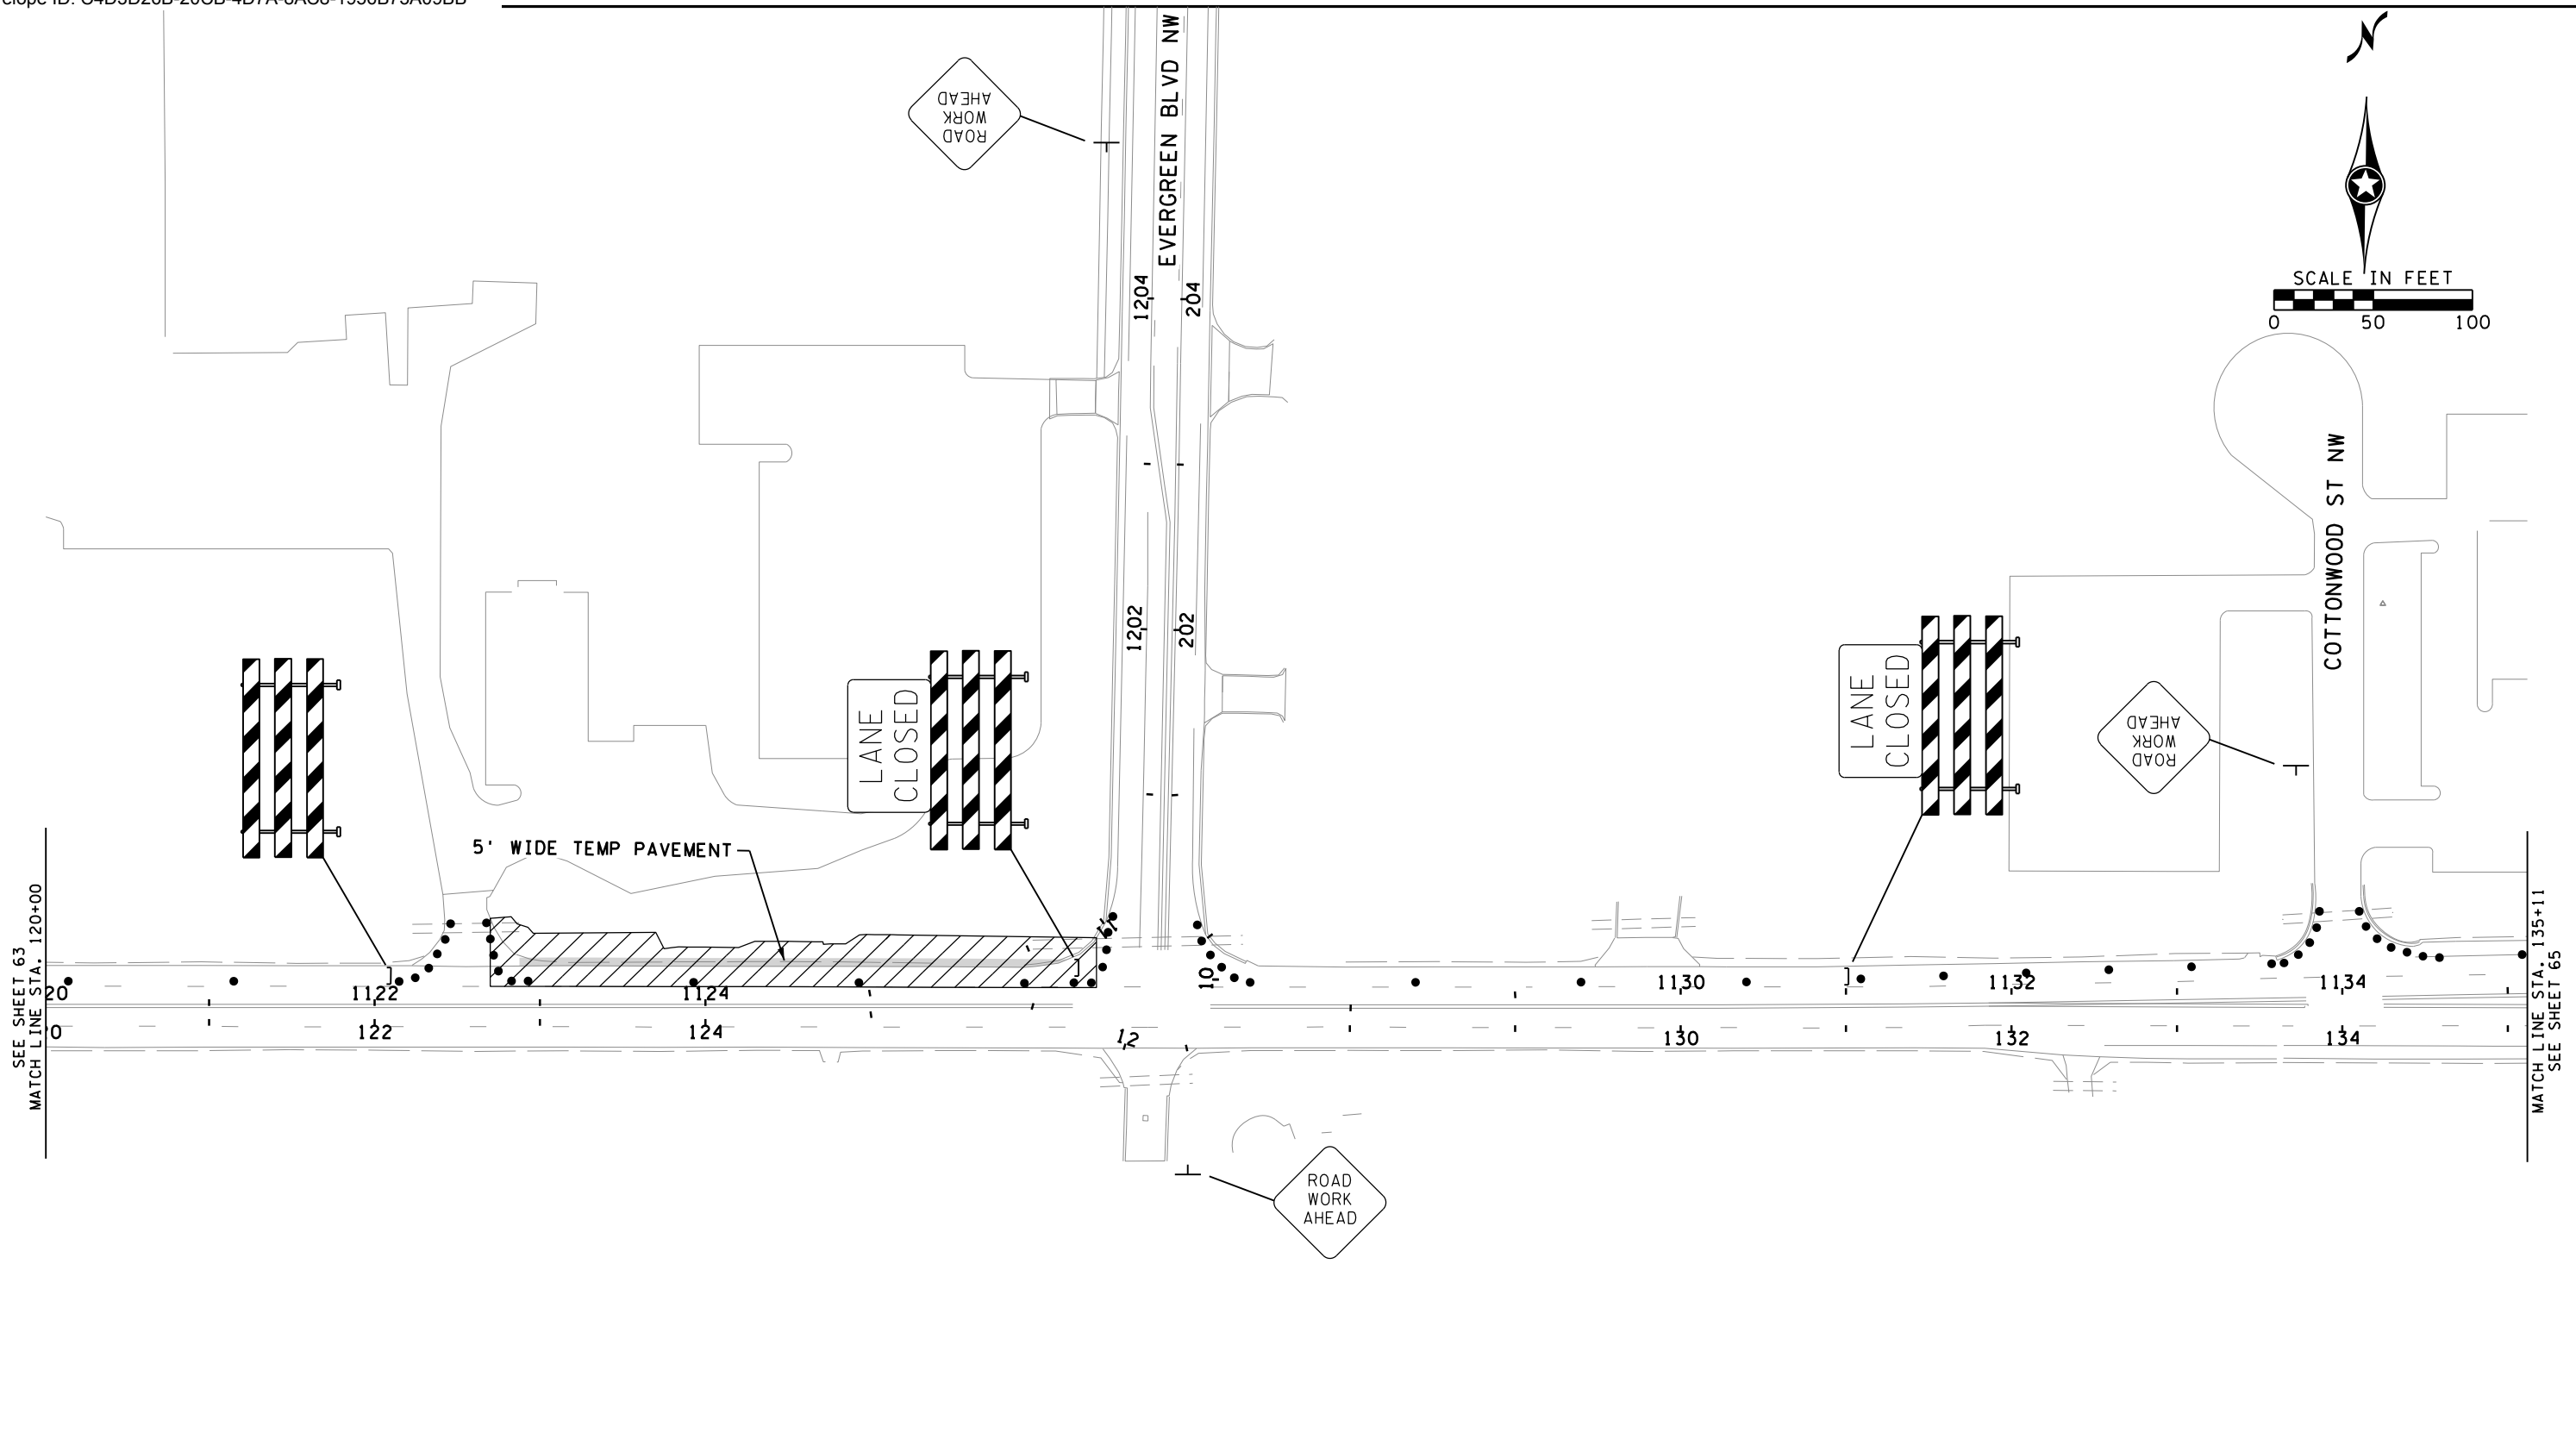 EVERGREEN BLVD NW
ROAD
WORK
AHEAD
N
SCALE IN FEET
0 50 100
1204 204
1202 202
COTTONWOOD ST NW
LANE
CLOSED
LANE
CLOSED
ROAD
WORK
AHEAD
5' WIDE TEMP PAVEMENT
SEE SHEET 63
MATCH LINE STA. 120+00
MATCH LINE STA. 135+11
SEE SHEET 65
11
10
20 1122 1124 1130 1132 1134
0 122 124 12 130 132 134
ROAD
WORK
AHEAD